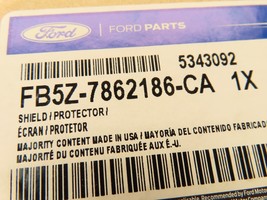 Ford
FORD PARTS
5343092
FB5Z-7862186-CA 1X
SHIELD / PROTECTOR /
ÉCRAN / PROTETOR
MAJORITY CONTENT MADE IN USA / MAYORÍA DEL CONTENIDO FABRICADA
MAJORITÉ DU CONTENU FABRIQUÉE AUX É.U.